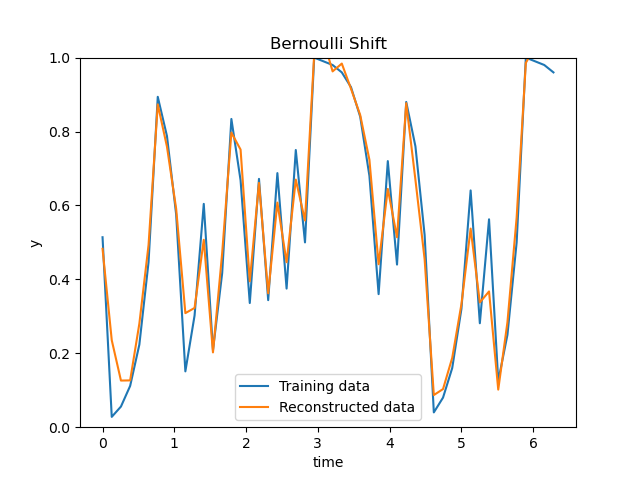 Bernoulli Shift
1.0
0.8
0.6
0.4
0.2
0.0
y
0 1 2 3 4 5 6
time
Training data
Reconstructed data